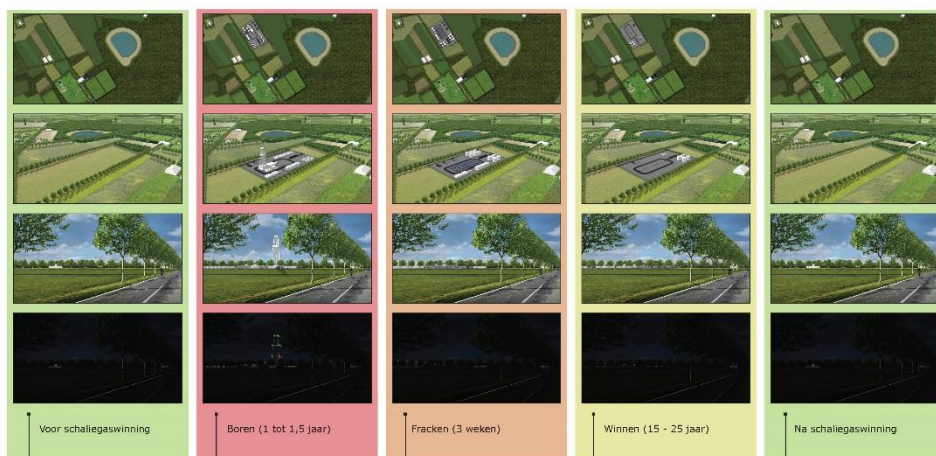 Voor schaliegaswinning
Boren (1 tot 1,5 jaar)
Fracken (3 weken)
Winnen (15 - 25 jaar)
Na schaliegaswinning